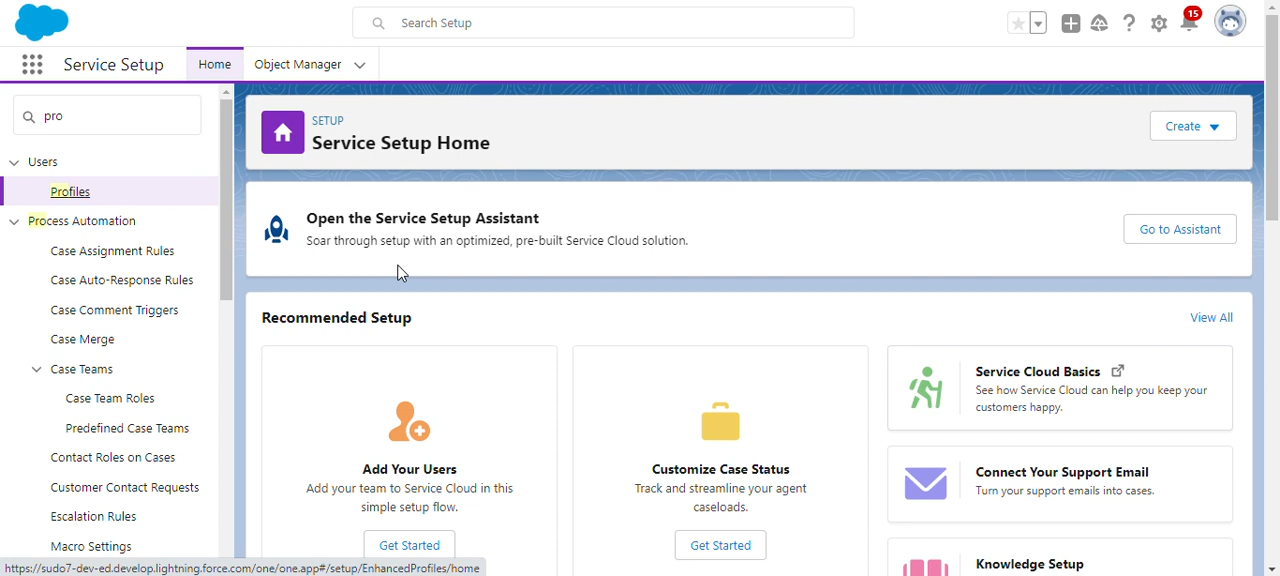 Search Setup
15
Service Setup
Home
Object Manager
pro
Users
Profiles
Process Automation
Case Assignment Rules
Case Auto-Response Rules
Case Comment Triggers
Case Merge
Case Teams
Case Team Roles
Predefined Case Teams
Contact Roles on Cases
Customer Contact Requests
Escalation Rules
Macro Settings
SETUP
Service Setup Home
Create
Open the Service Setup Assistant
Soar through setup with an optimized, pre-built Service Cloud solution.
Go to Assistant
Recommended Setup
View All
Add Your Users
Add your team to Service Cloud in this
simple setup flow.
Get Started
Customize Case Status
Track and streamline your agent
caseloads.
Get Started
Service Cloud Basics
See how Service Cloud can help you keep your
customers happy.
Connect Your Support Email
Turn your support emails into cases.
Knowledge Setup
https://sudo7-dev-ed.develop.lightning.force.com/one/one.app#/setup/EnhancedProfiles/home